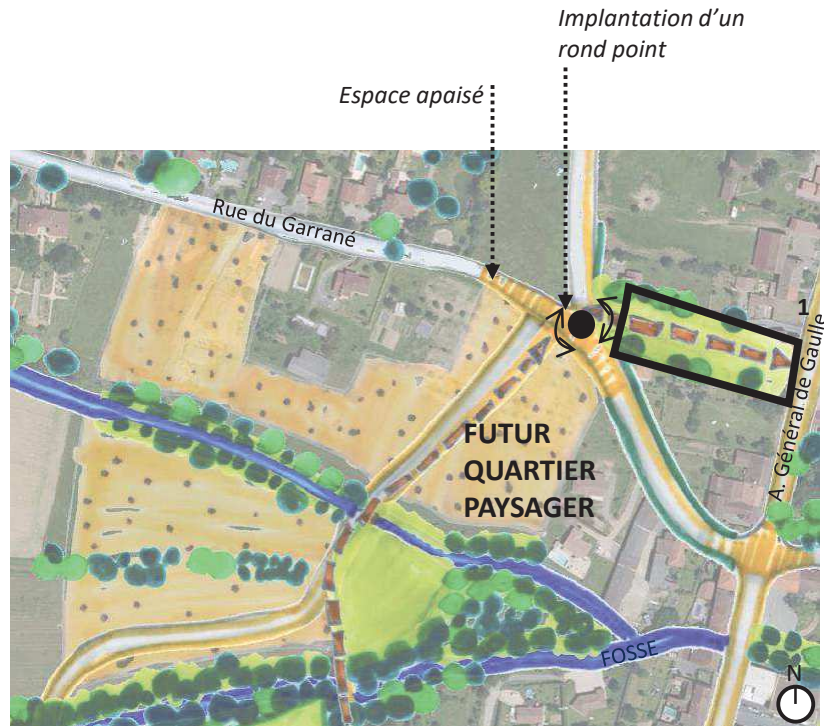 Implantation d’un
rond point
Espace apaisé
Rue du Garrané
1
A. Général de Gaulle
FUTUR
QUARTIER
PAYSAGER
FOSSE
N